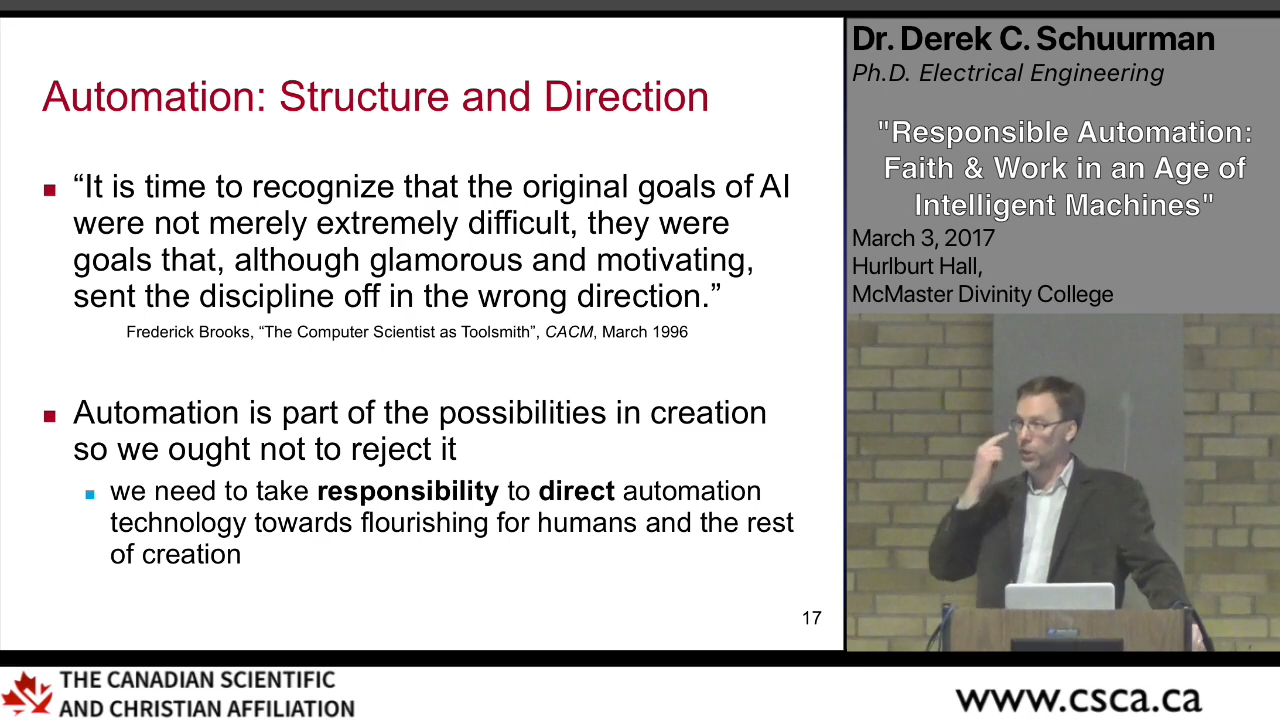 Automation: Structure and Direction
“It is time to recognize that the original goals of AI
were not merely extremely difficult, they were
goals that, although glamorous and motivating,
sent the discipline off in the wrong direction.”
Frederick Brooks, “The Computer Scientist as Toolsmith”, CACM, March 1996
Automation is part of the possibilities in creation
so we ought not to reject it
we need to take responsibility to direct automation
technology towards flourishing for humans and the rest
of creation
17
Dr. Derek C. Schuurman
Ph.D. Electrical Engineering
"Responsible Automation:
Faith & Work in an Age of
Intelligent Machines"
March 3, 2017
Hurlburt Hall,
McMaster Divinity College
THE CANADIAN SCIENTIFIC
AND CHRISTIAN AFFILIATION
www.csca.ca